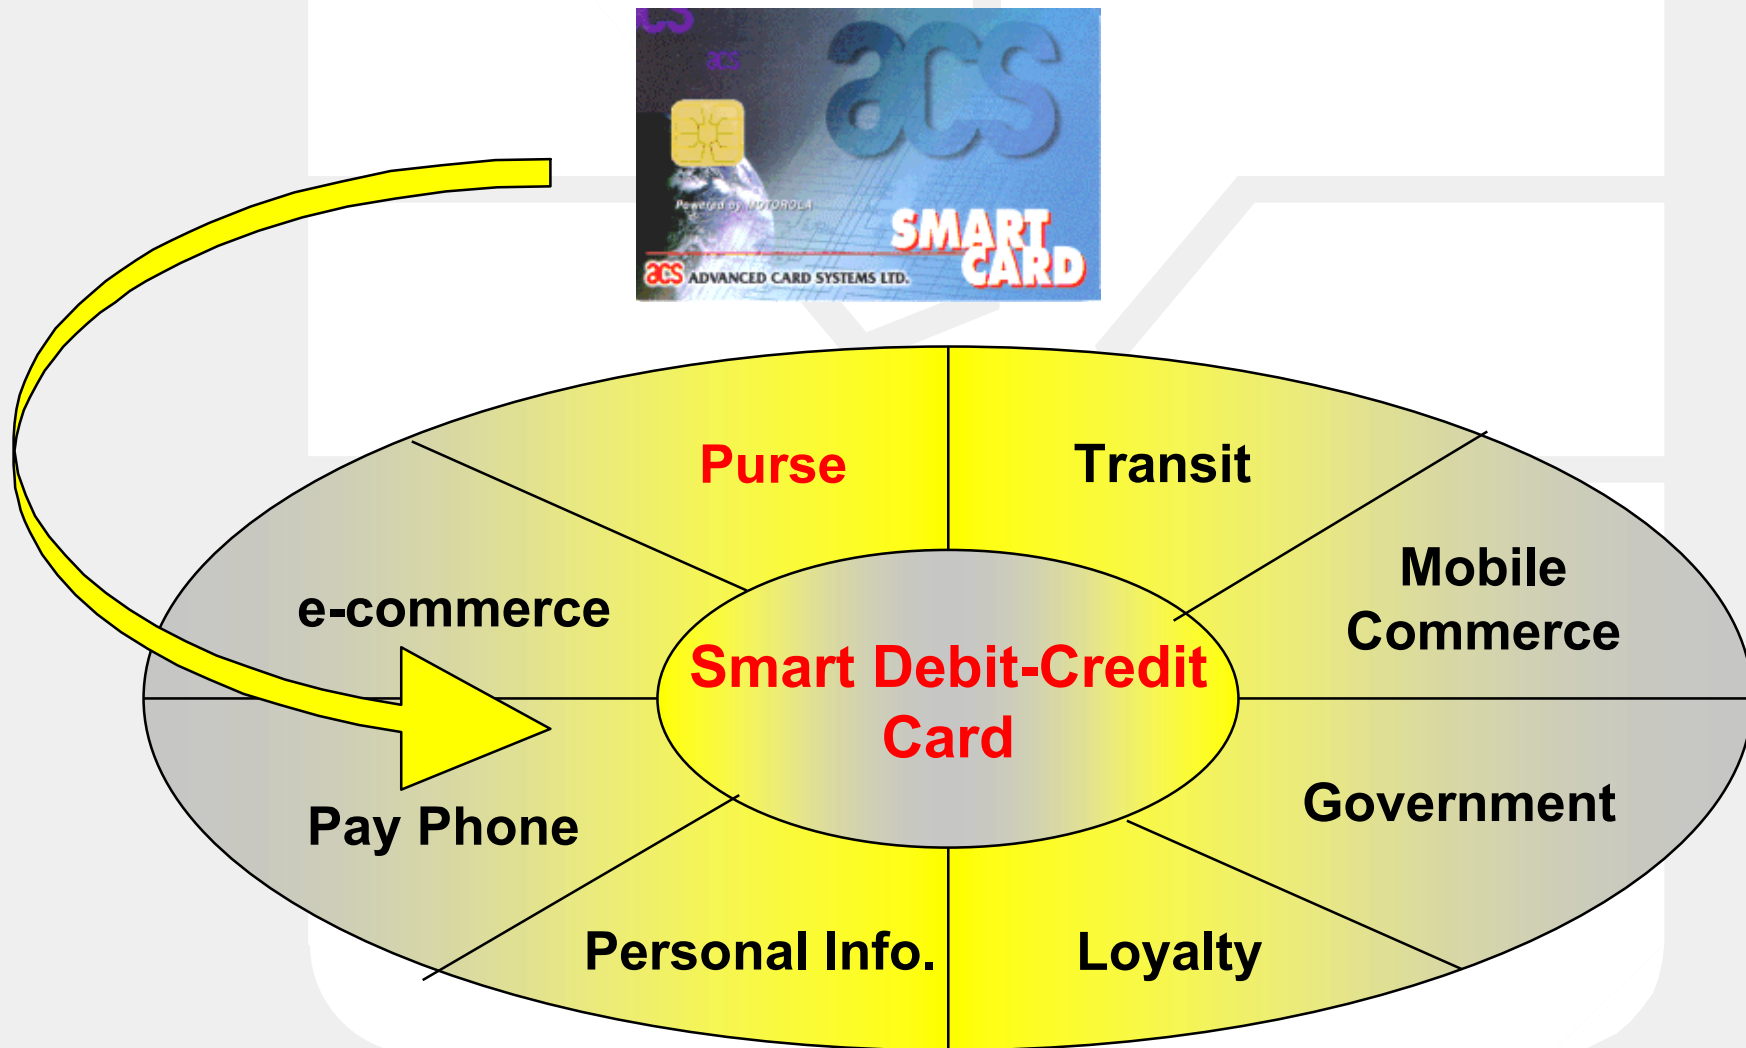 acs
acs
acs
Powered by MOTOROLA
SMART
CARD
acs ADVANCED CARD SYSTEMS LTD.
Purse
Transit
Mobile
Commerce
e-commerce
Smart Debit-Credit
Card
Government
Pay Phone
Personal Info.
Loyalty